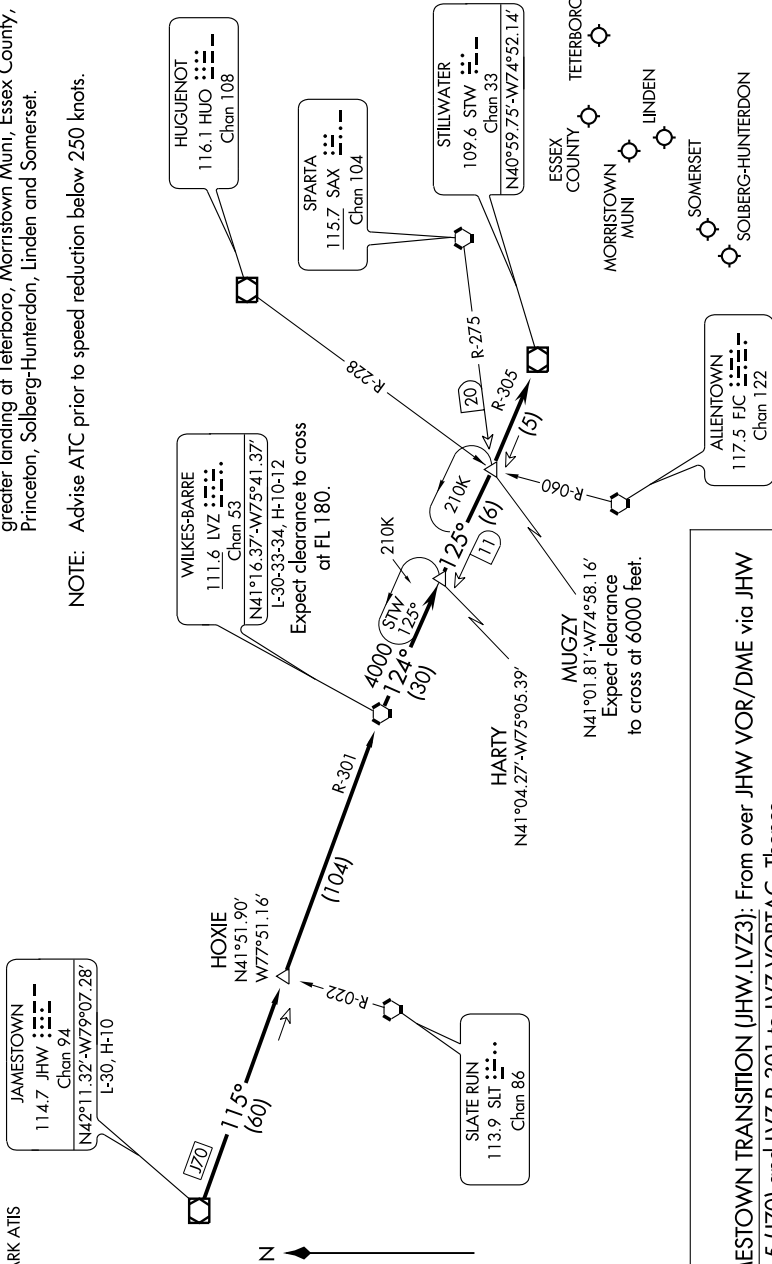 greater landing at Teterboro, Morristown Muni, Essex County,
Princeton, Solberg-Hunterdon, Linden and Somerset.
NOTE: Advise ATC prior to speed reduction below 250 knots.
ARK ATIS
JAMESTOWN
114.7 JHW
Chan 94
N42°11.32'-W79°07.28'
L-30, H-10
J70
115°
(60)
HOXIE
N41°51.90'
W77°51.16'
R-022
SLATE RUN
113.9 SLT
Chan 86
N
(104)
R-301
WILKES-BARRE
111.6 LVZ
Chan 53
N41°16.37'-W75°41.37'
L-30-33-34, H-10-12
Expect clearance to cross
at FL 180.
4000
124°
(30)
STW
125°
210K
HARTY
N41°04.27'-W75°05.39'
125°
(6)
11
210K
MUGZY
N41°01.81'-W74°58.16'
Expect clearance
to cross at 6000 feet.
HUGUENOT
116.1 HUO
Chan 108
R-228
SPARTA
115.7 SAX
Chan 104
R-275
20
R-305
(5)
STILLWATER
109.6 STW
Chan 33
N40°59.75'-W74°52.14'
R-060
ALLENTOWN
117.5 FJC
Chan 122
TETERBORO
ESSEX
COUNTY
LINDEN
MORRISTOWN
MUNI
SOMERSET
SOLBERG-HUNTERDON
MESTOWN TRANSITION (JHW.LVZ3): From over JHW VOR/DME via JHW
5 (J70) and LVZ R-301 to LVZ VORTAC. Thence. . . .